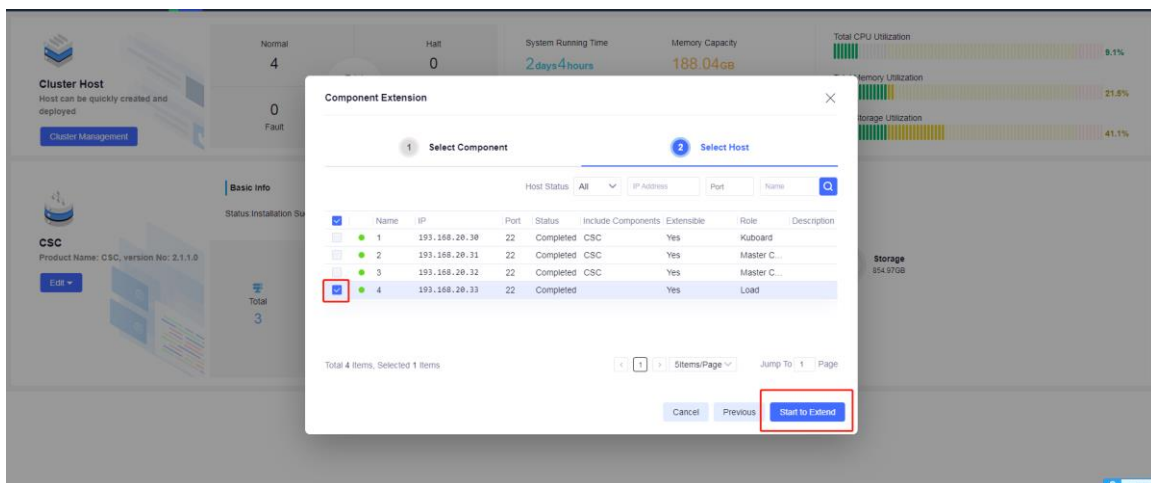 Normal
4
Halt
0
System Running Time
2days4hours
Memory Capacity
188.04GB
Total CPU Utilization
9.1%
Memory Utilization
21.5%
Storage Utilization
41.1%
Cluster Host
Host can be quickly created and
deployed
Cluster Management
0
Fault
Component Extension
1 Select Component
2 Select Host
Host Status All IP Address Port Name
Name IP Port Status Include Components Extensible Role Description
1 193.168.20.30 22 Completed CSC Yes Kuboard
2 193.168.20.31 22 Completed CSC Yes Master C...
3 193.168.20.32 22 Completed CSC Yes Master C...
4 193.168.20.33 22 Completed Yes Load
Total 4 Items, Selected 1 Items
1 5Items/Page Jump To 1 Page
Cancel Previous Start to Extend
CSC
Product Name: CSC, version No: 2.1.1.0
Edit
Basic Info
Status:Installation Su
Total
3
Storage
854.97GB